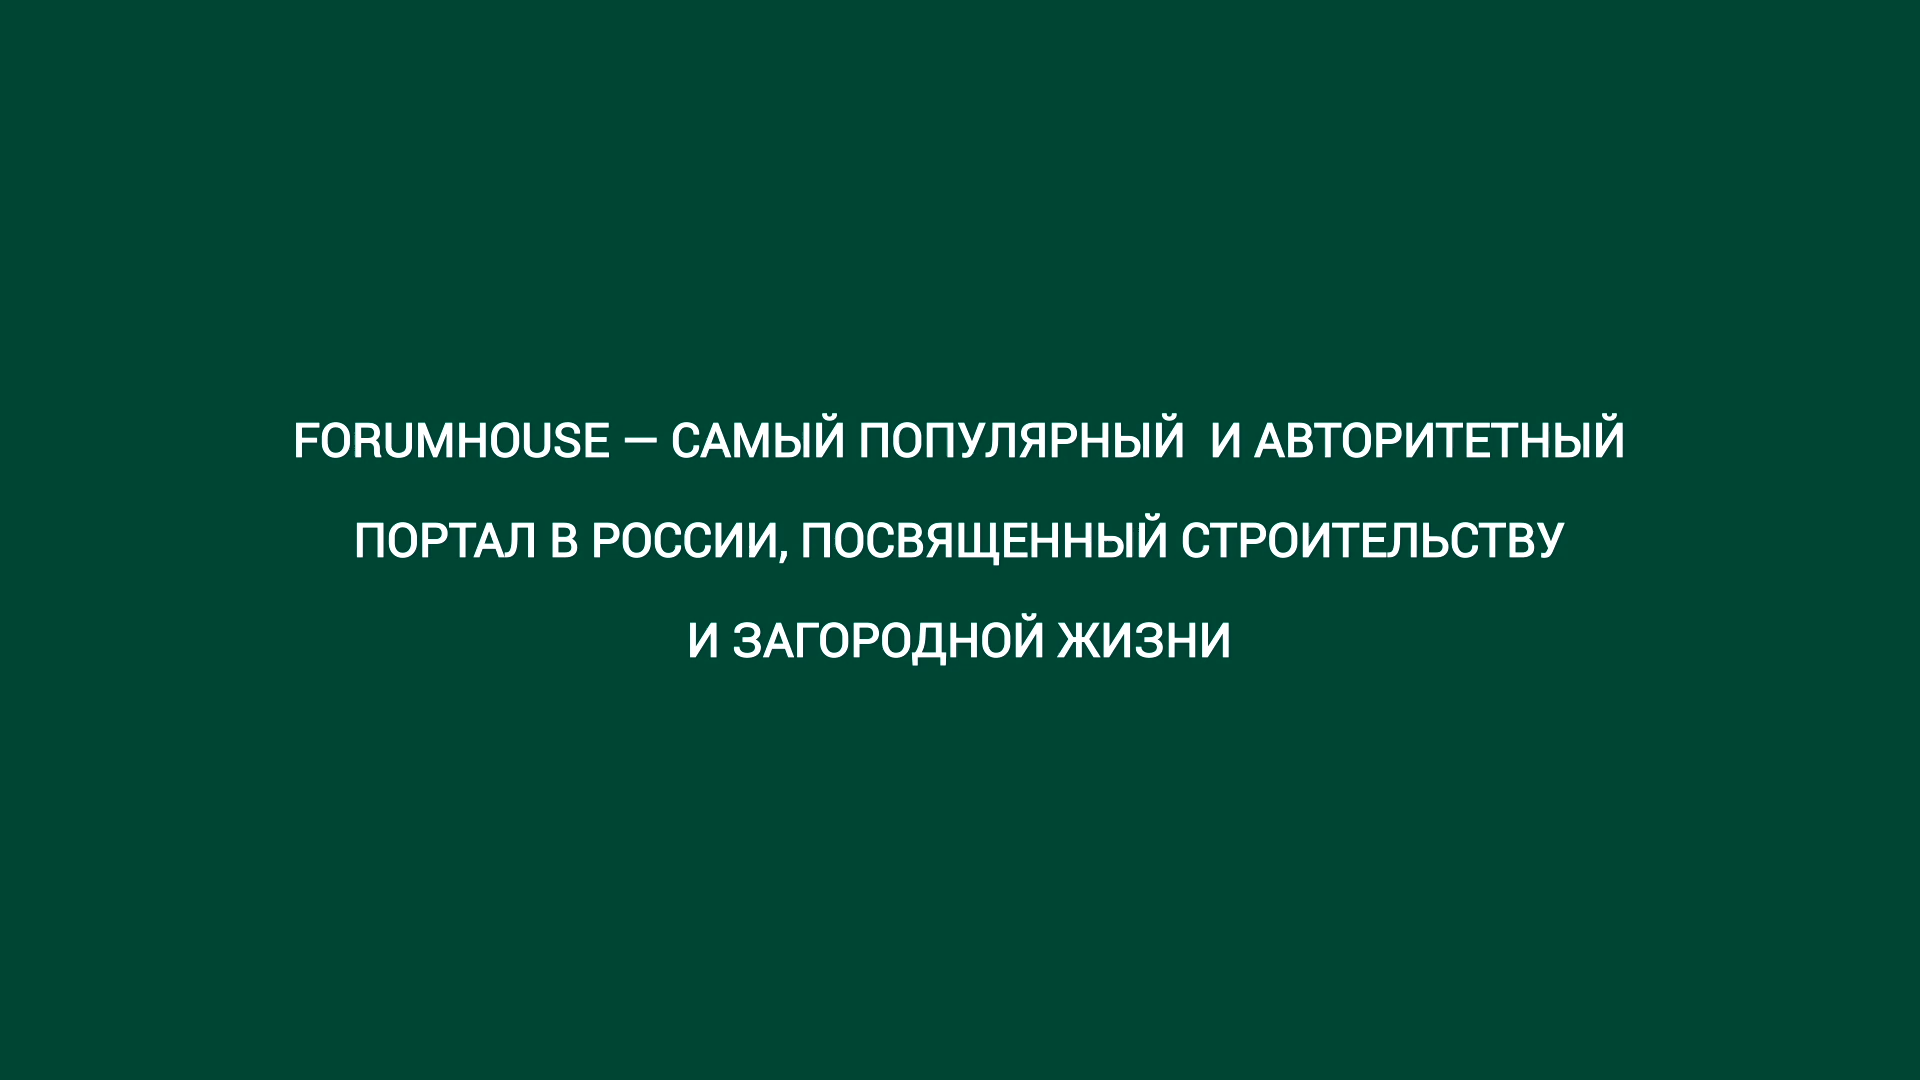 FORUMHOUSE — САМЫЙ ПОПУЛЯРНЫЙ  И АВТОРИТЕТНЫЙ
ПОРТАЛ В РОССИИ, ПОСВЯЩЕННЫЙ СТРОИТЕЛЬСТВУ
И ЗАГОРОДНОЙ ЖИЗНИ